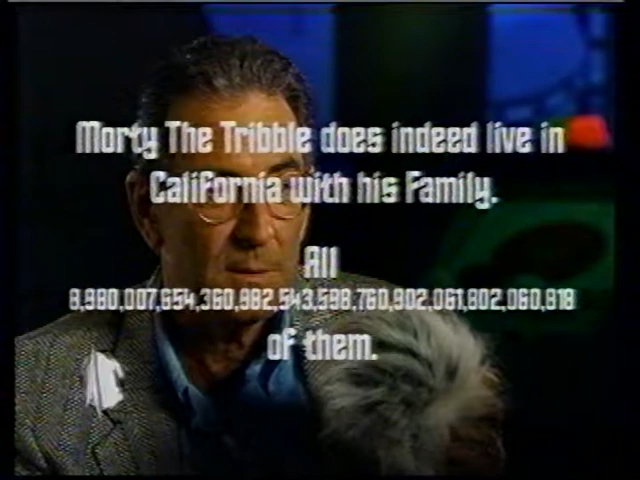 Morty The Tribble does indeed live in
California with his Family.
All
8,980,007,654,360,982,543,598,760,902,061,802,060,818
of them.